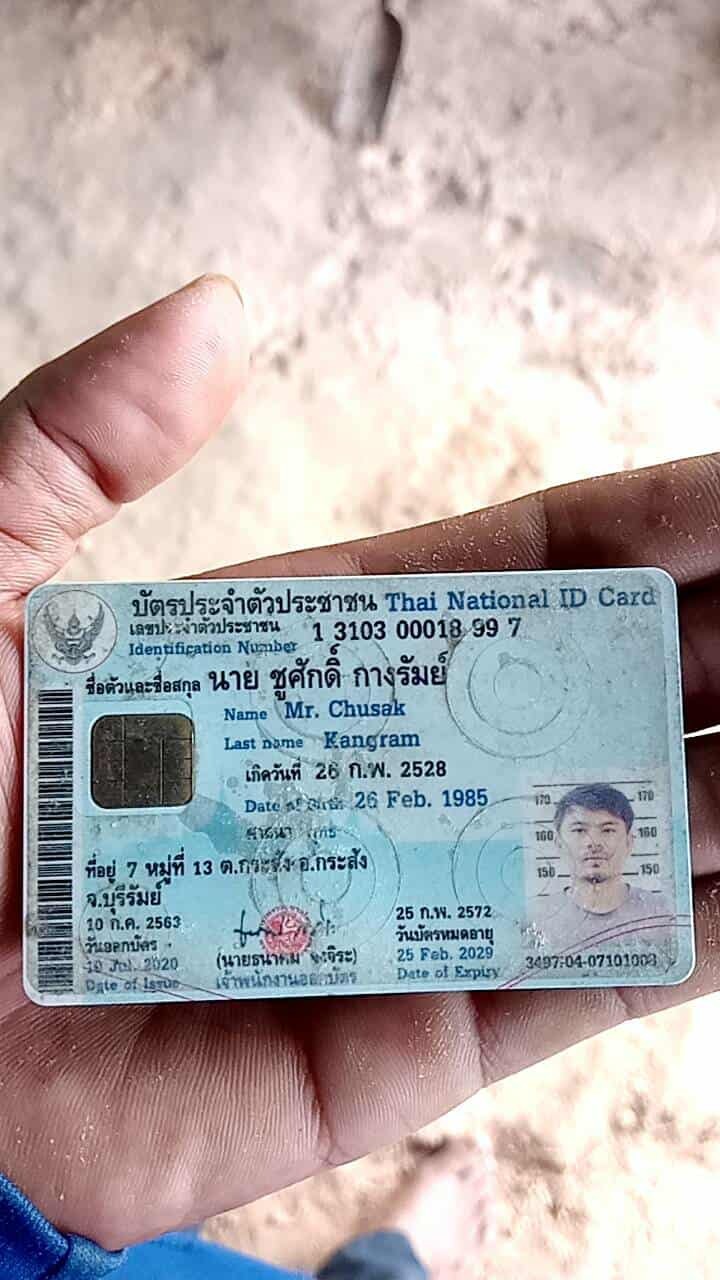 บัตรประจำตัวประชาชน Thai National ID Card
เลขประจำตัวประชาชน 1 3103 00018 99 7
Identification Number
ชื่อตัวและชื่อสกุล นาย ชูศักดิ์ กางรัมย์
Name Mr. Chusak
Last name Kangram
เกิดวันที่ 26 ก.พ. 2528
Date of Birth 26 Feb. 1985
ศาสนา พุทธ
ที่อยู่ 7 หมู่ที่ 13 ต.กระสัง อ.กระสัง
จ.บุรีรัมย์
10 ก.ค. 2563
วันออกบัตร
10 Jul. 2020
Date of Issue
เจ้าพนักงานออกบัตร
25 ก.พ. 2572
วันบัตรหมดอายุ
25 Feb. 2029
Date of Expiry
170 170
160 160
150 150
3497-04-07101008